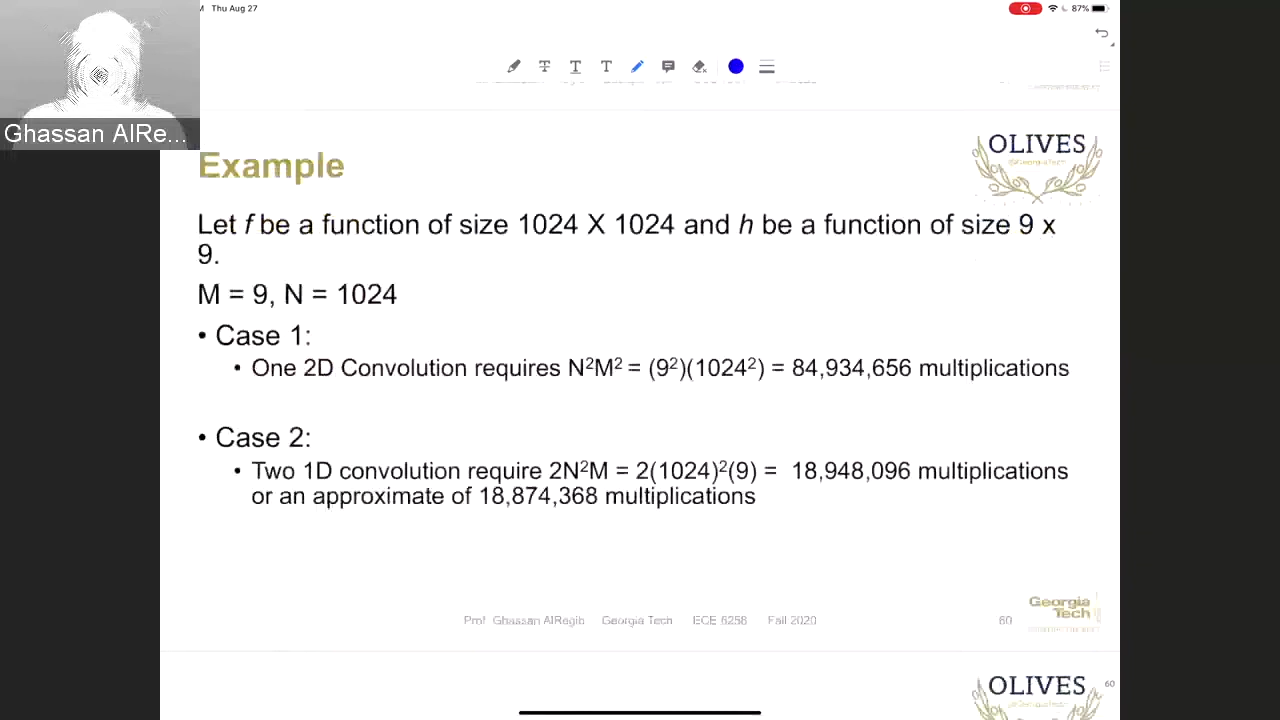 Thu Aug 27
87%
Ghassan AlRe...
OLIVES
Example
Let f be a function of size 1024 X 1024 and h be a function of size 9 x
9.
M = 9, N = 1024
• Case 1:
• One 2D Convolution requires N²M² = (9²)(1024²) = 84,934,656 multiplications
• Case 2:
• Two 1D convolution require 2N²M = 2(1024)²(9) = 18,948,096 multiplications
or an approximate of 18,874,368 multiplications
Prof Ghassan AlRegib Georgia Tech ECE 6258 Fall 2020
60
Georgia
Tech
OLIVES
60